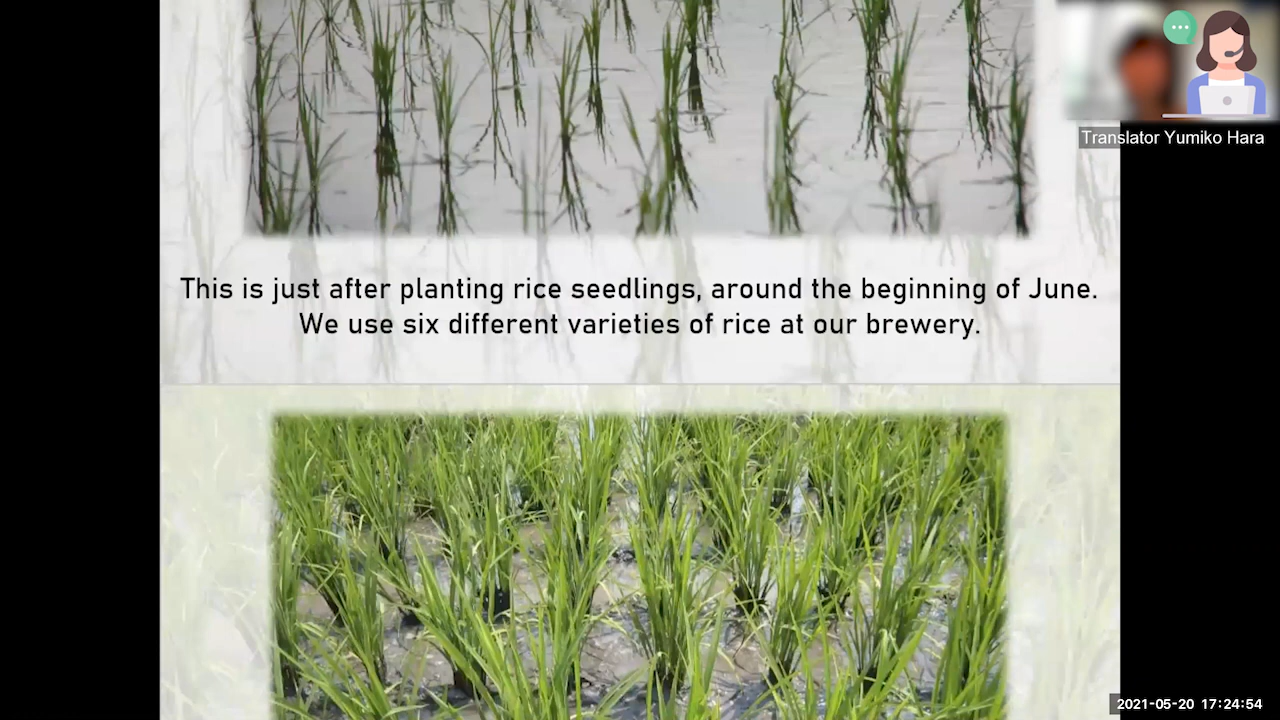 Translator Yumiko Hara
This is just after planting rice seedlings, around the beginning of June.
We use six different varieties of rice at our brewery.
2021-05-20 17:24:54